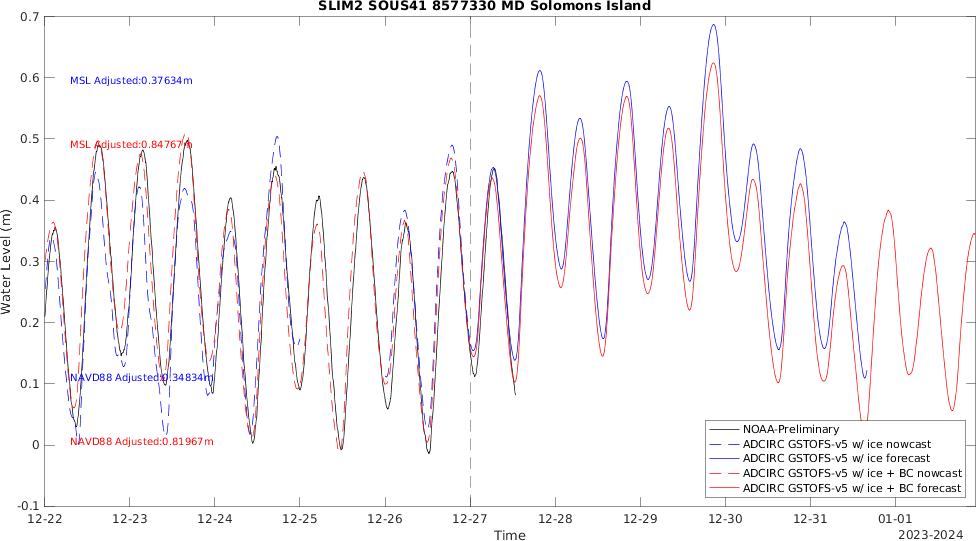 SLIM2 SOUS41 8577330 MD Solomons Island
0.7
0.6
0.5
0.4
0.3
0.2
0.1
0
-0.1
Water Level (m)
MSL Adjusted:0.37634m
MSL Adjusted:0.84767m
NAVD88 Adjusted:0.34834m
NAVD88 Adjusted:0.81967m
NOAA-Preliminary
ADCIRC GSTOFS-v5 w/ ice nowcast
ADCIRC GSTOFS-v5 w/ ice forecast
ADCIRC GSTOFS-v5 w/ ice + BC nowcast
ADCIRC GSTOFS-v5 w/ ice + BC forecast
12-22 12-23 12-24 12-25 12-26 12-27 12-28 12-29 12-30 12-31 01-01
Time
2023-2024